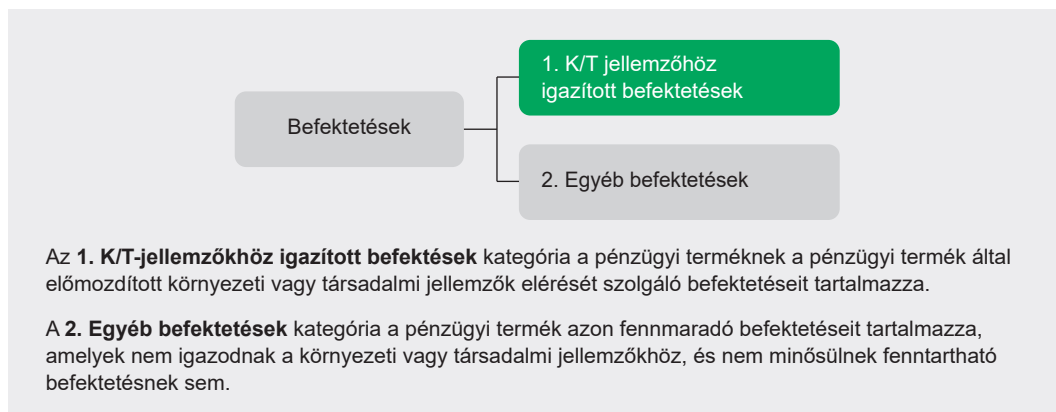 1. K/T jellemzőhöz
igazított befektetések
Befektetések
2. Egyéb befektetések
Az 1. K/T-jellemzőkhöz igazított befektések kategória a pénzügyi terméknek a pénzügyi termék által
előmozdított környezeti vagy társadalmi jellemzők elérését szolgáló befektetéseit tartalmazza.
A 2. Egyéb befektetések kategória a pénzügyi termék azon fennmaradó befektetéseit tartalmazza,
amelyek nem igazodnak a környezeti vagy társadalmi jellemzőkhöz, és nem minősülnek fenntartható
befektetésnek sem.